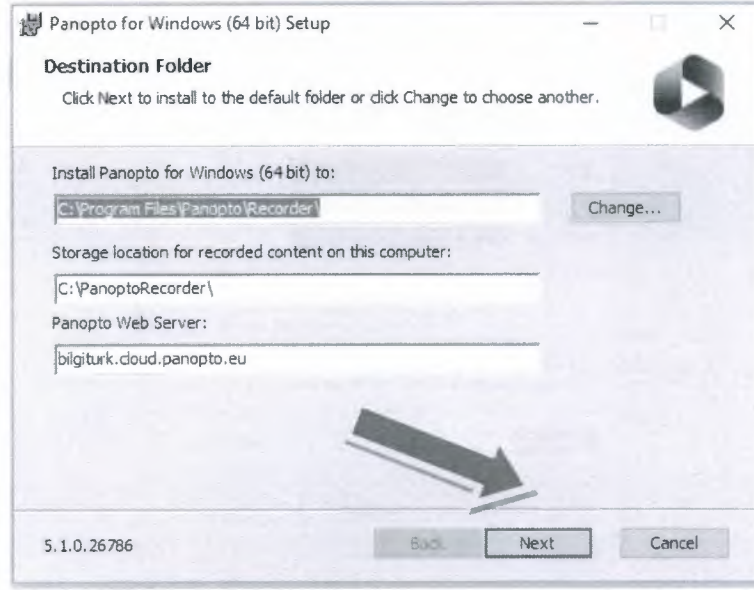 Panopto for Windows (64 bit) Setup
Destination Folder
Click Next to install to the default folder or click Change to choose another.
Install Panopto for Windows (64 bit) to:
C:\Program Files\Panopto\Recorder\
Change...
Storage location for recorded content on this computer:
C:\PanoptoRecorder\
Panopto Web Server:
bilgiturk.cloud.panopto.eu
5.1.0.26786
Back
Next
Cancel